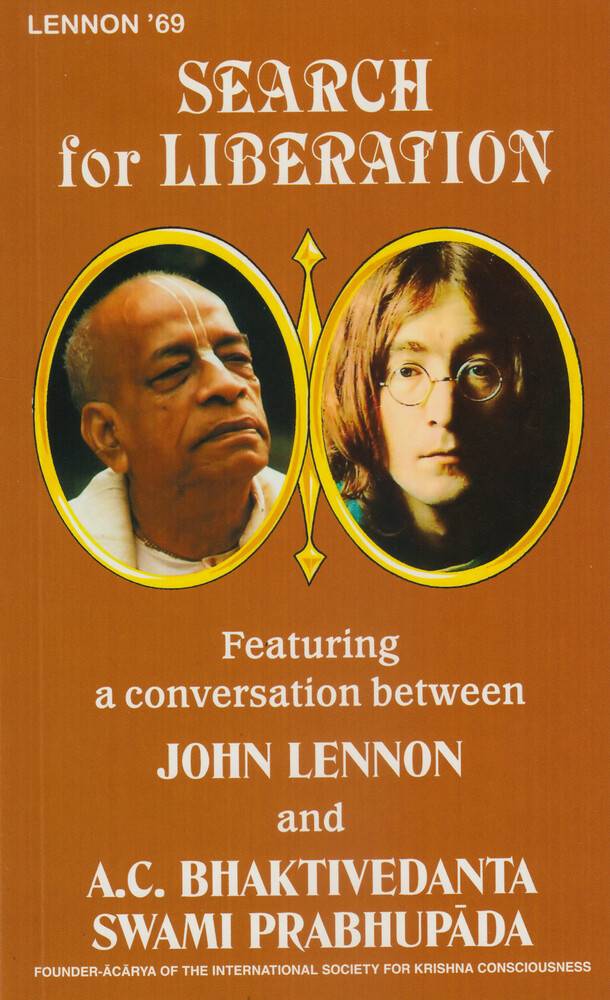 LENNON ’69
SEARCH
for LIBERATION
Featuring
a conversation between
JOHN LENNON
and
A.C. BHAKTIVEDANTA
SWAMI PRABHUPĀDA
FOUNDER-ĀCĀRYA OF THE INTERNATIONAL SOCIETY FOR KRISHNA CONSCIOUSNESS